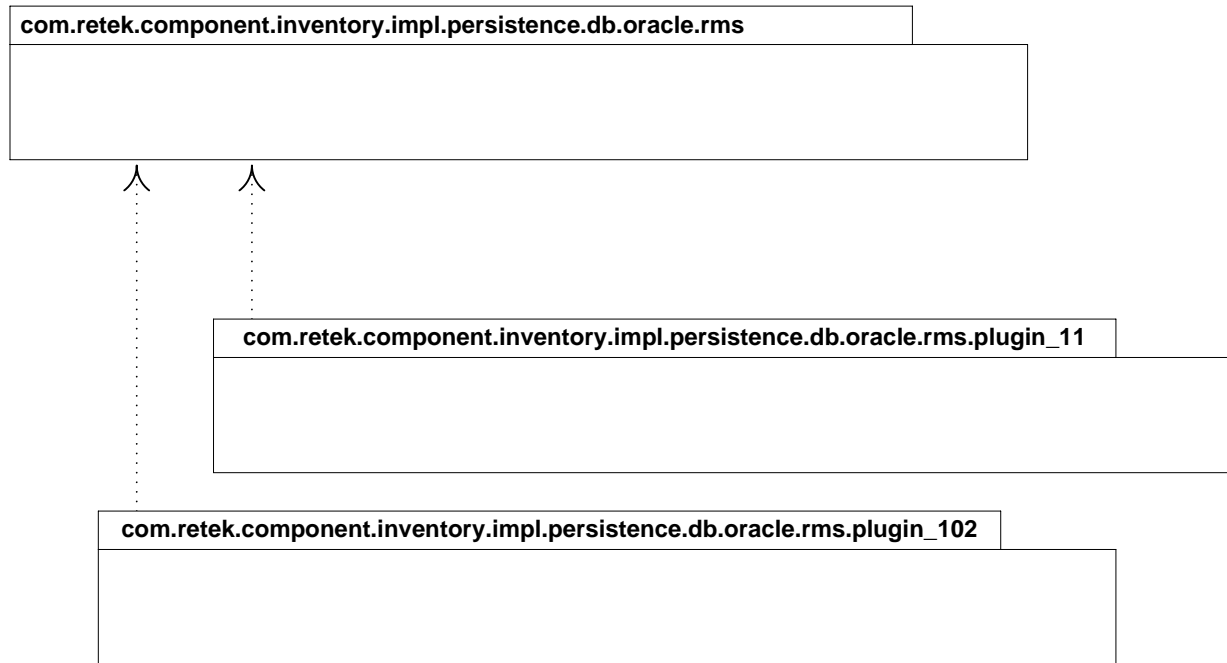 com.retek.component.inventory.impl.persistence.db.oracle.rms
com.retek.component.inventory.impl.persistence.db.oracle.rms.plugin_11
com.retek.component.inventory.impl.persistence.db.oracle.rms.plugin_102